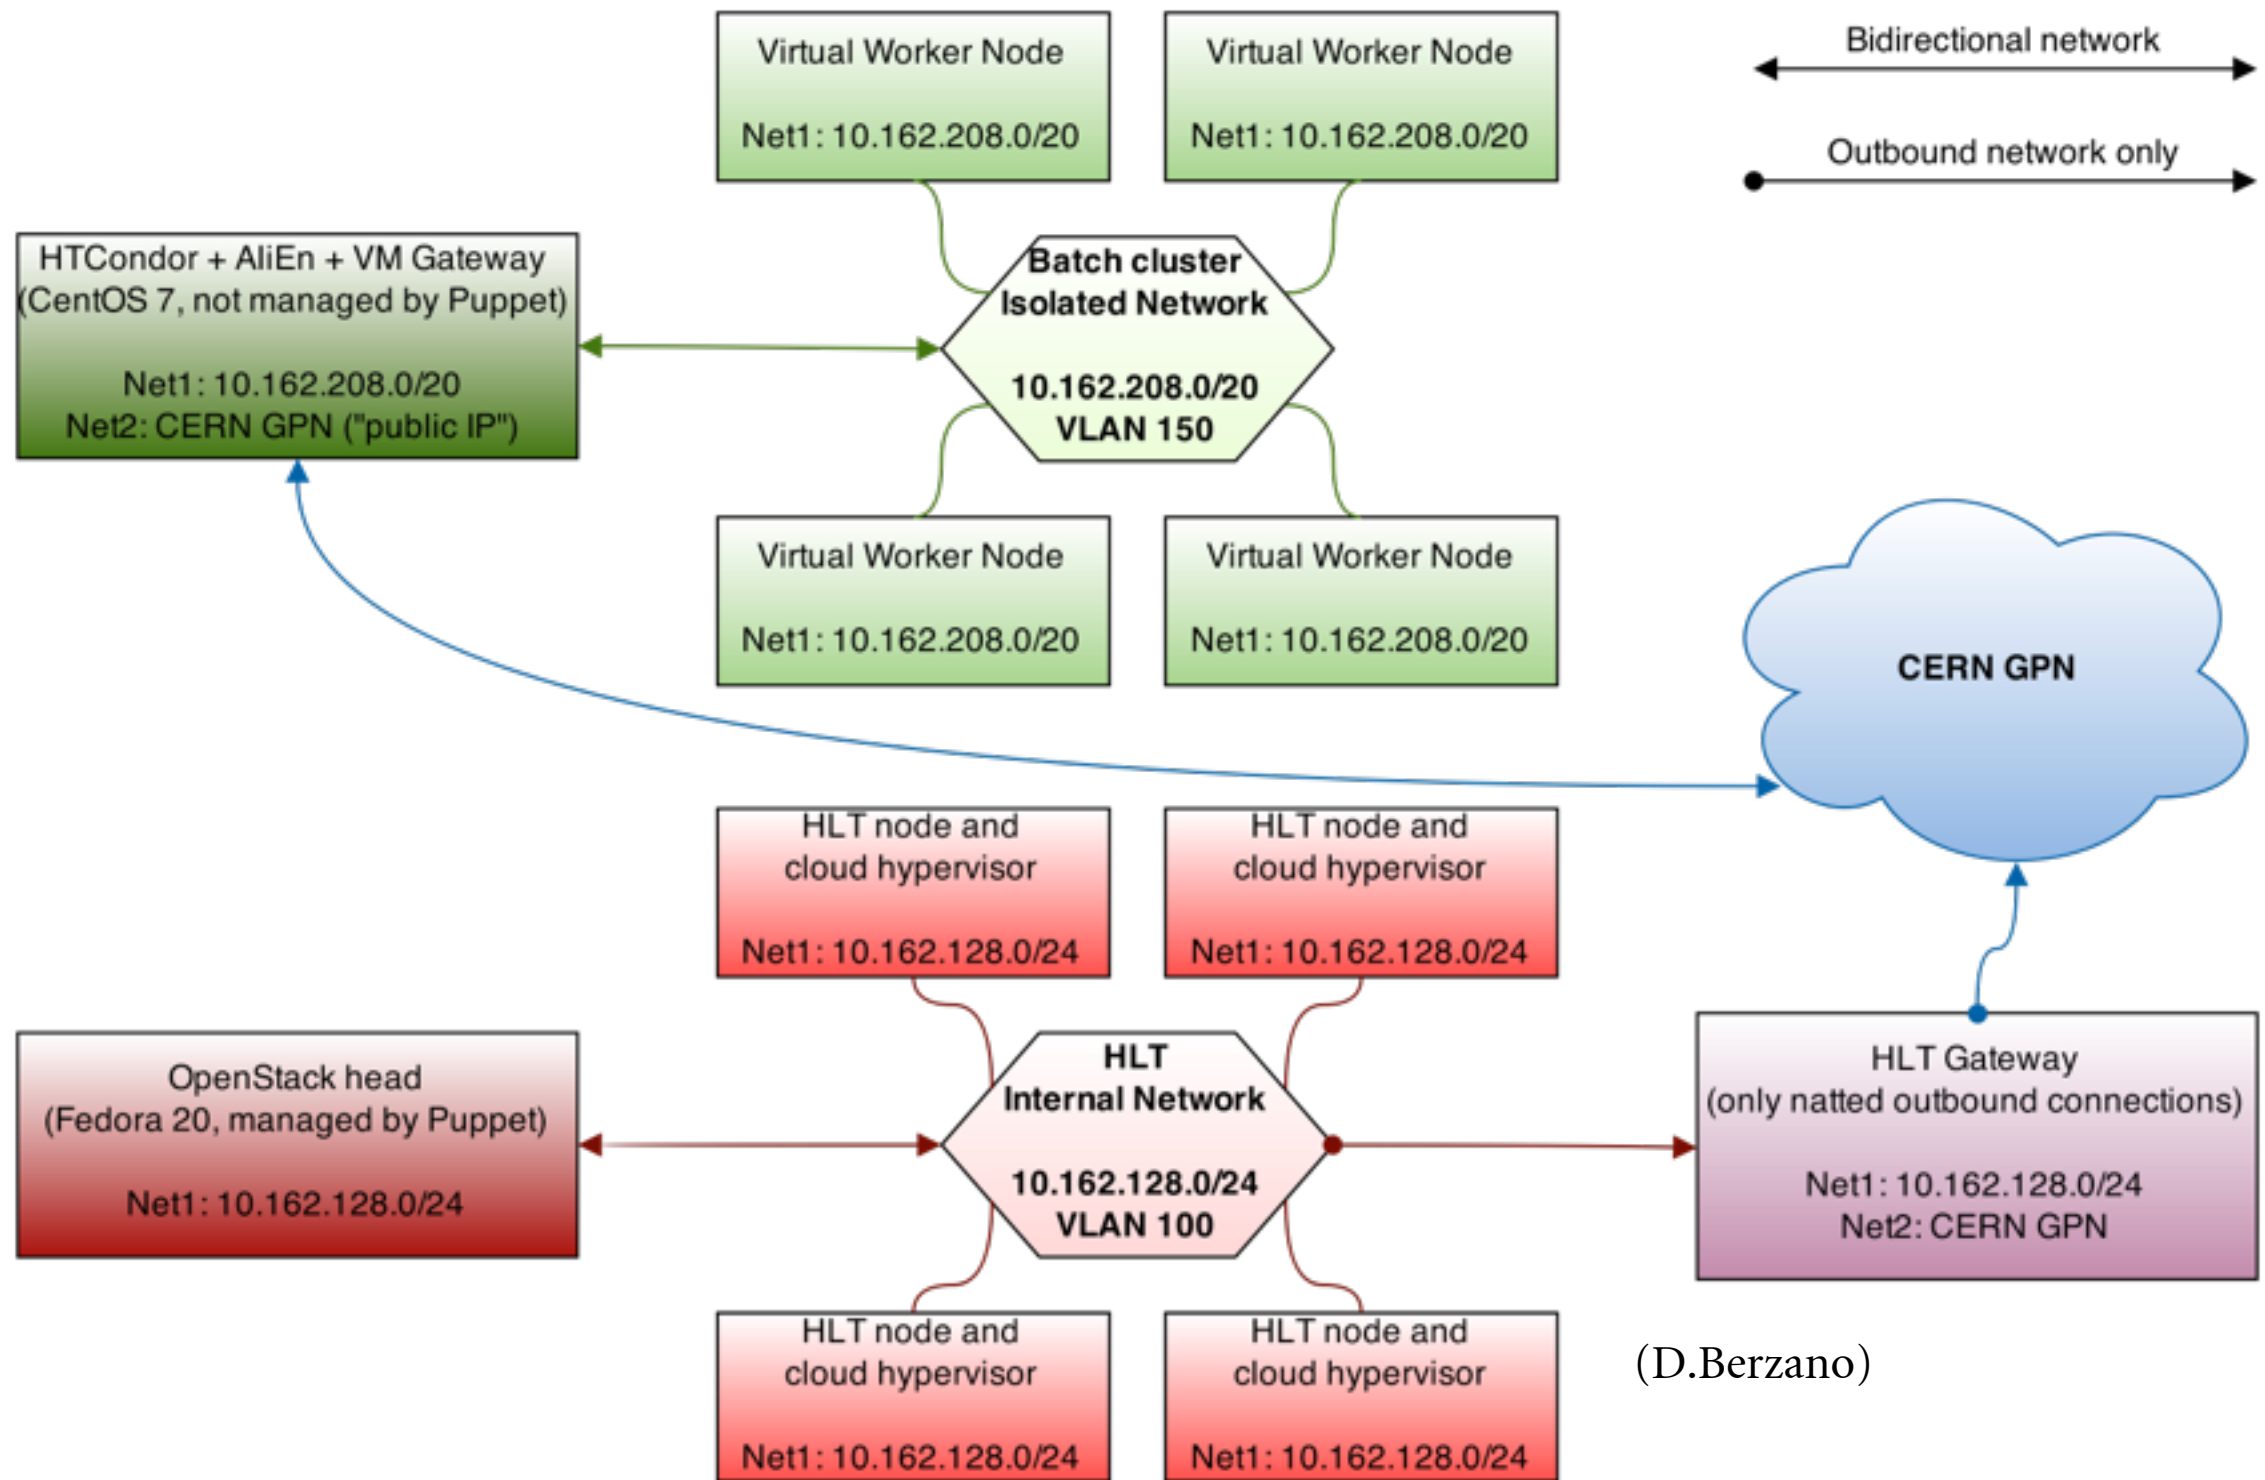 Virtual Worker Node
Net1: 10.162.208.0/20
Virtual Worker Node
Net1: 10.162.208.0/20
Bidirectional network
Outbound network only
HTCondor + AliEn + VM Gateway
(CentOS 7, not managed by Puppet)
Net1: 10.162.208.0/20
Net2: CERN GPN ("public IP")
Batch cluster
Isolated Network
10.162.208.0/20
VLAN 150
Virtual Worker Node
Net1: 10.162.208.0/20
Virtual Worker Node
Net1: 10.162.208.0/20
CERN GPN
HLT node and
cloud hypervisor
Net1: 10.162.128.0/24
HLT node and
cloud hypervisor
Net1: 10.162.128.0/24
OpenStack head
(Fedora 20, managed by Puppet)
Net1: 10.162.128.0/24
HLT
Internal Network
10.162.128.0/24
VLAN 100
HLT Gateway
(only natted outbound connections)
Net1: 10.162.128.0/24
Net2: CERN GPN
HLT node and
cloud hypervisor
Net1: 10.162.128.0/24
HLT node and
cloud hypervisor
Net1: 10.162.128.0/24
(D.Berzano)